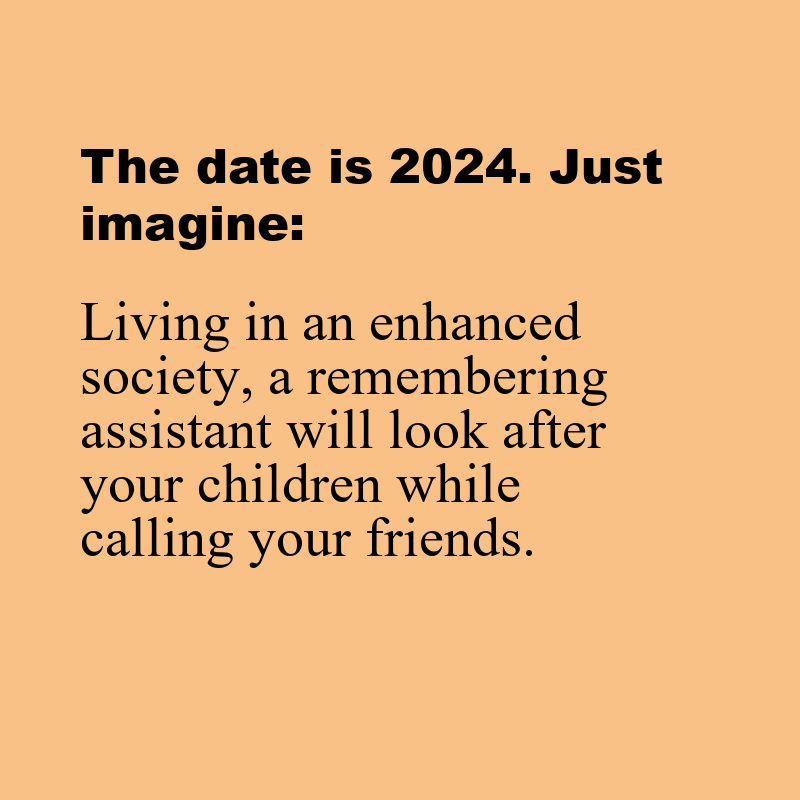 The date is 2024. Just
imagine:
Living in an enhanced
society, a remembering
assistant will look after
your children while
calling your friends.